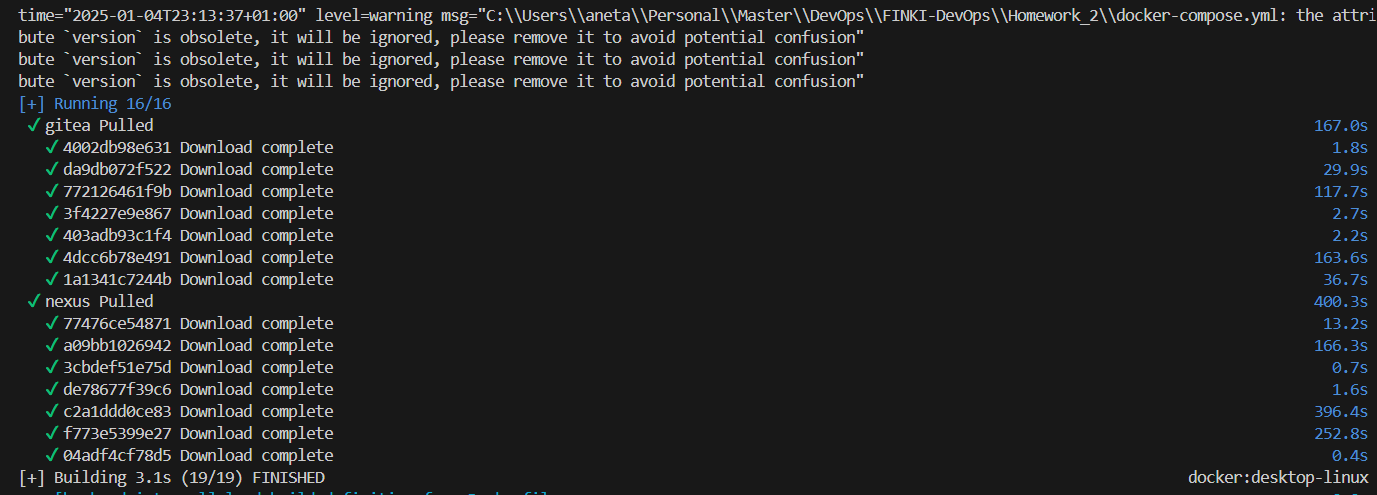 time="2025-01-04T23:13:37+01:00" level=warning msg="C:\\Users\\aneta\\Personal\\Master\\DevOps\\FINKI-DevOps\\Homework_2\\docker-compose.yml: the attri
bute `version` is obsolete, it will be ignored, please remove it to avoid potential confusion"
bute `version` is obsolete, it will be ignored, please remove it to avoid potential confusion"
bute `version` is obsolete, it will be ignored, please remove it to avoid potential confusion"
[+] Running 16/16
✓ gitea Pulled 167.0s
✓ 4002db98e631 Download complete 1.8s
✓ da9db072f522 Download complete 29.9s
✓ 772126461f9b Download complete 117.7s
✓ 3f4227e9e867 Download complete 2.7s
✓ 403adb93c1f4 Download complete 2.2s
✓ 4dcc6b78e491 Download complete 163.6s
✓ 1a1341c7244b Download complete 36.7s
✓ nexus Pulled 400.3s
✓ 77476ce54871 Download complete 13.2s
✓ a09bb1026942 Download complete 166.3s
✓ 3cbdef51e75d Download complete 0.7s
✓ de78677f39c6 Download complete 1.6s
✓ c2a1ddd0ce83 Download complete 396.4s
✓ f773e5399e27 Download complete 252.8s
✓ 04adf4cf78d5 Download complete 0.4s
[+] Building 3.1s (19/19) FINISHED docker:desktop-linux